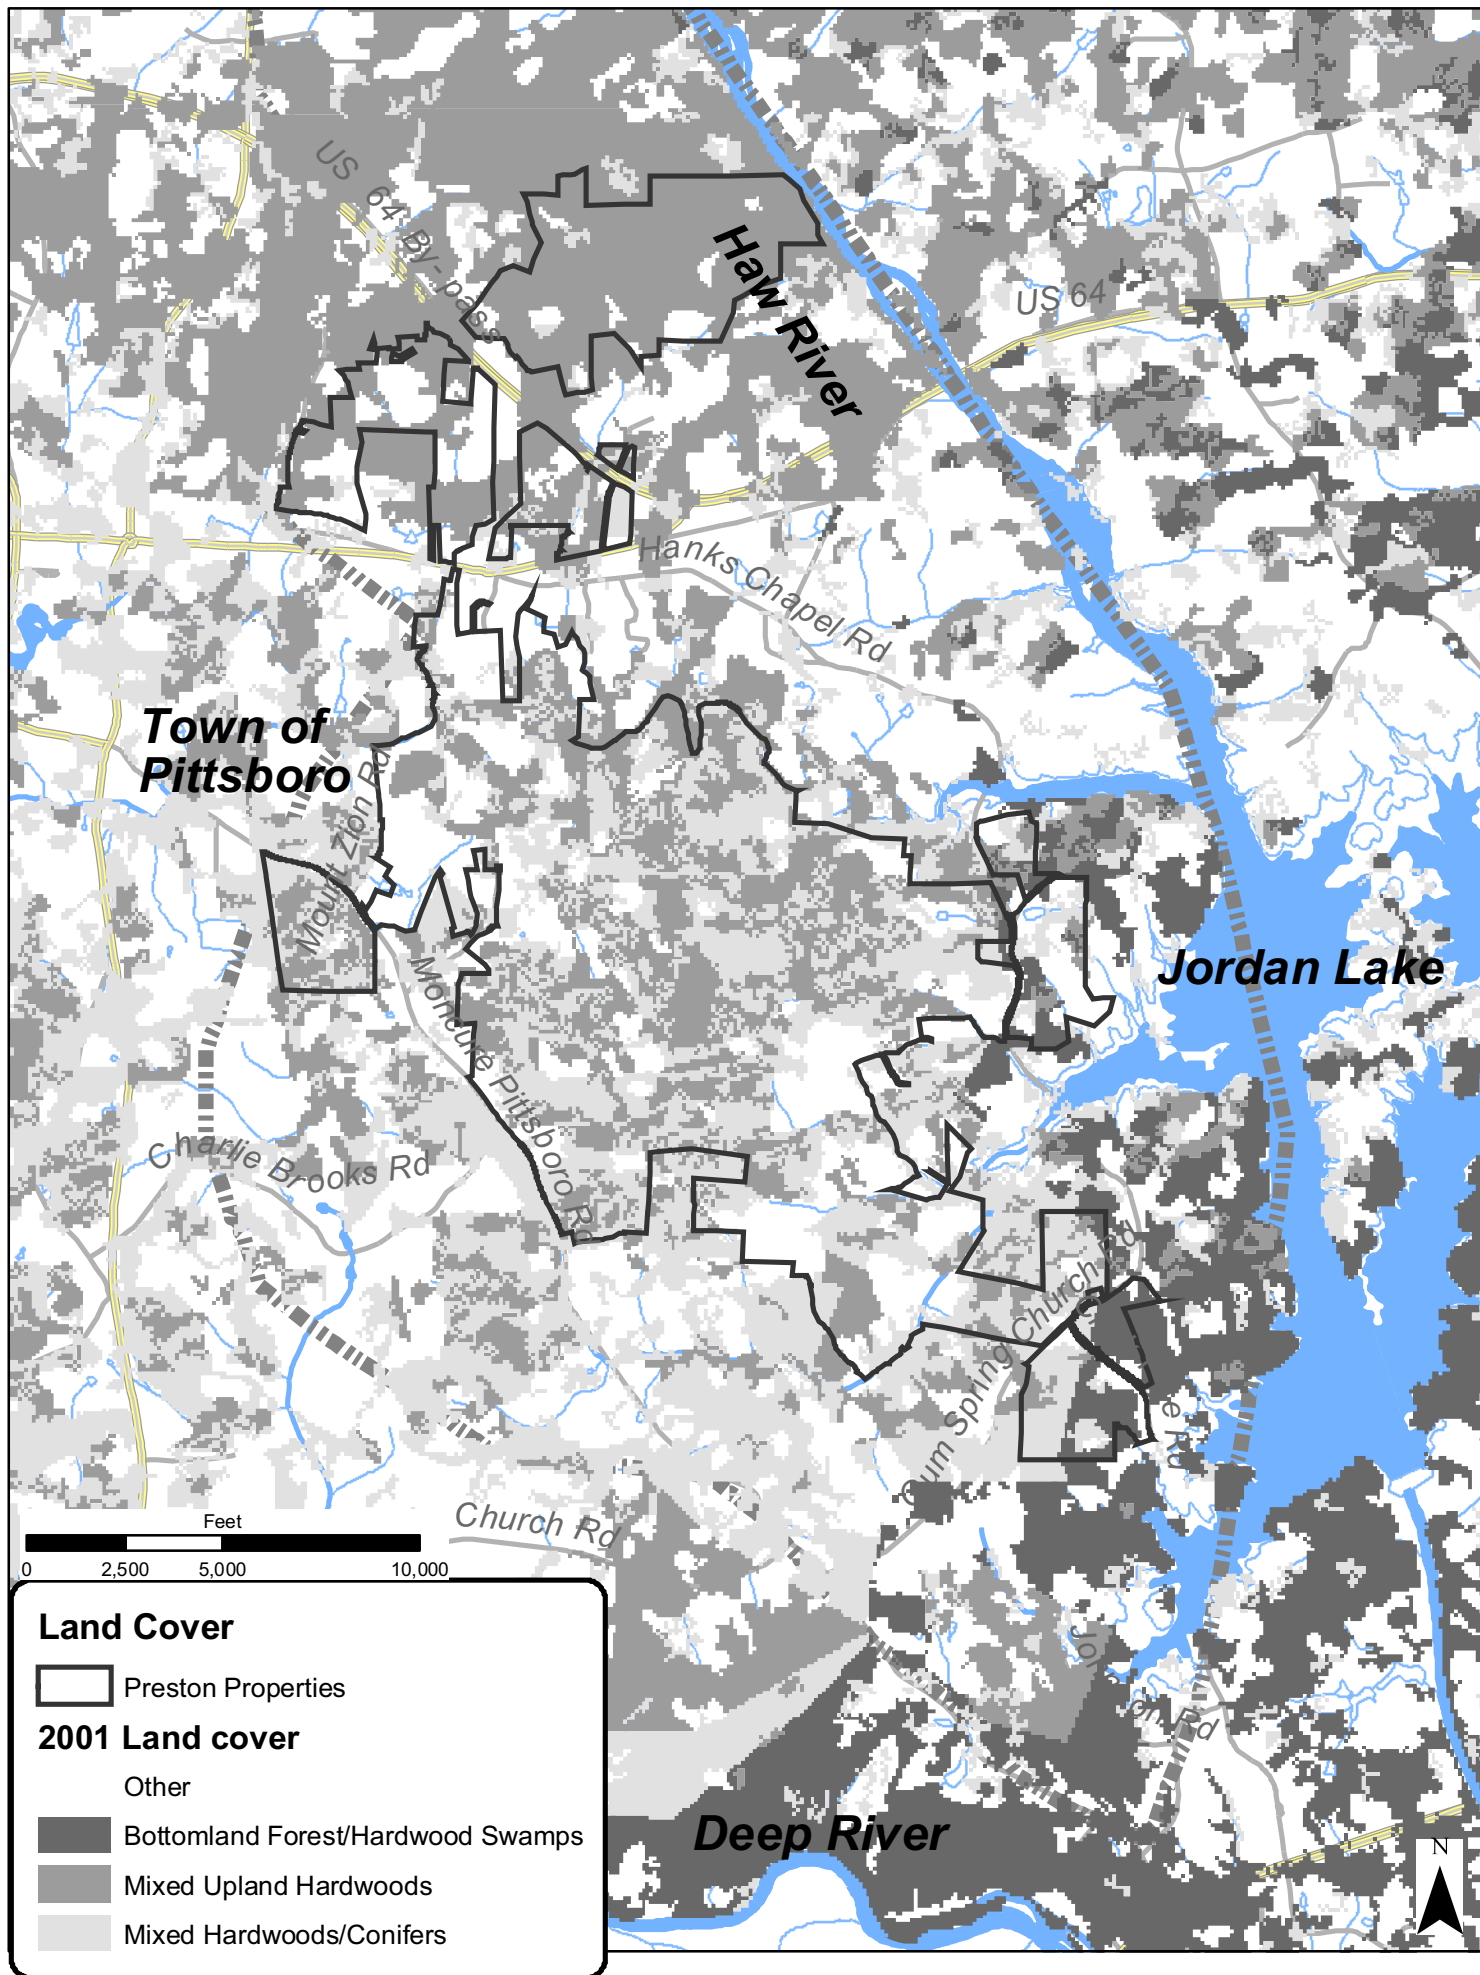 US 64 By-pass
Haw River
US 64
Hanks Chapel Rd
Town of
Pittsboro
Mount Zion Rd
Jordan Lake
Moncure Pittsboro Rd
Charlie Brooks Rd
Gum Spring Church Rd
e Rd
Church Rd
Rd
Deep River
Feet
0 2,500 5,000 10,000
Land Cover
Preston Properties
2001 Land cover
Other
Bottomland Forest/Hardwood Swamps
Mixed Upland Hardwoods
Mixed Hardwoods/Conifers
N